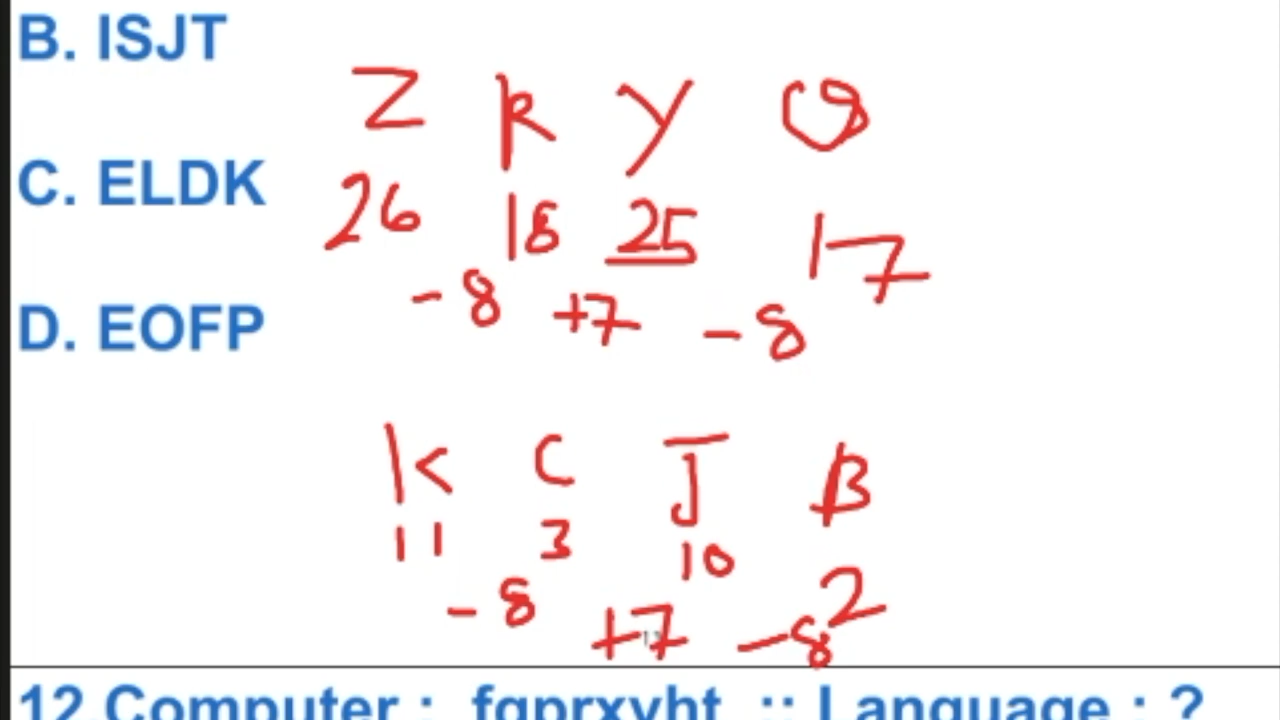 B. ISJT
Z R Y Q
C. ELDK
26 18 25 17
-8 +7 -8
D. EOFP
K C J B
11 3 10 2
-8 +7 -8
12.Computer : fqprxvht :: Language : ?